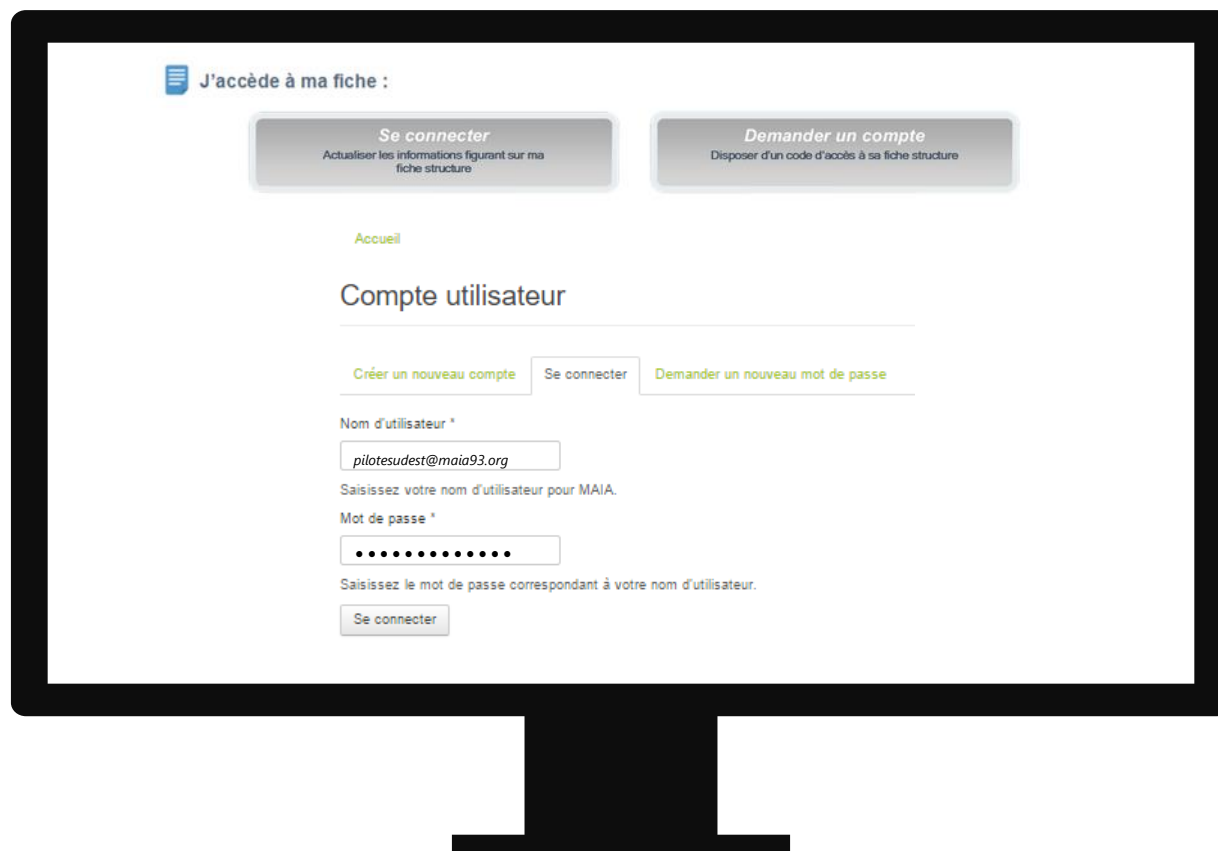 J'accède à ma fiche :
Se connecter
Actualiser les informations figurant sur ma
fiche structure
Demander un compte
Disposer d'un code d'accès à sa fiche structure
Accueil
Compte utilisateur
Créer un nouveau compte
Se connecter
Demander un nouveau mot de passe
Nom d'utilisateur *
pilotesudest@maia93.org
Saisissez votre nom d'utilisateur pour MAIA.
Mot de passe *
•••••••••••••
Saisissez le mot de passe correspondant à votre nom d'utilisateur.
Se connecter